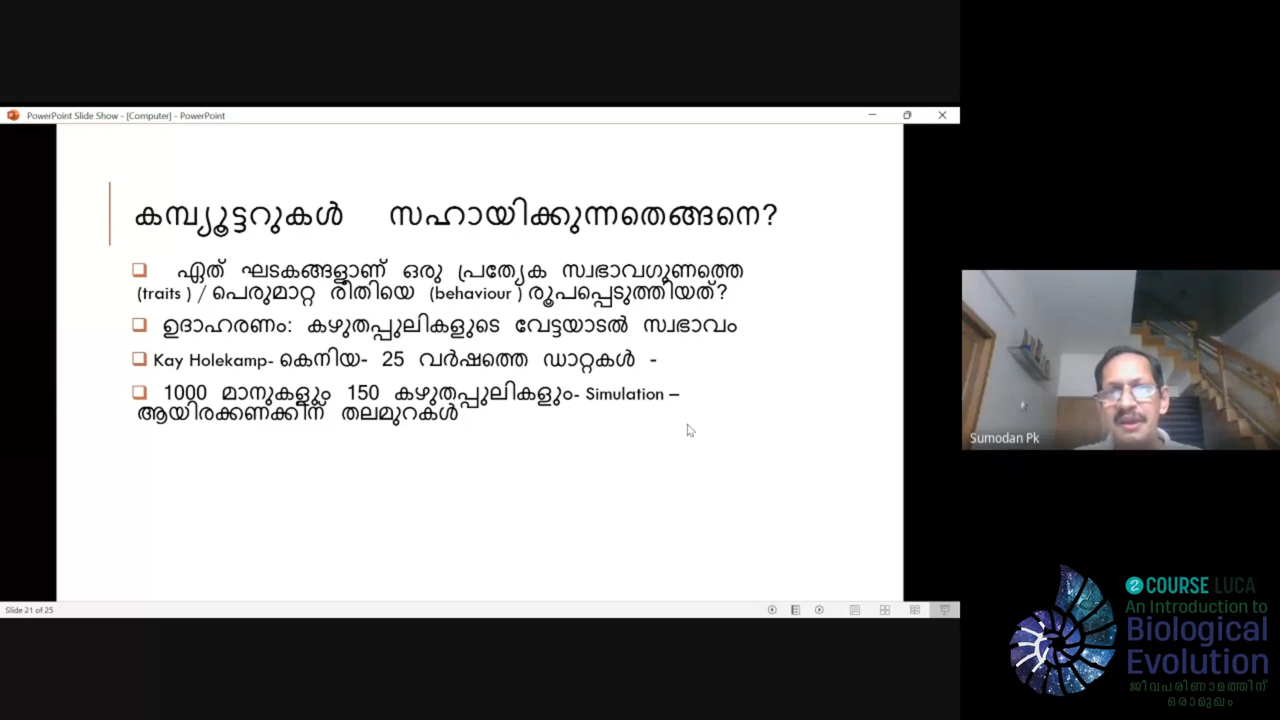 PowerPoint Slide Show - [Computer] - PowerPoint
കമ്പ്യൂട്ടറുകൾ സഹായിക്കുന്നതെങ്ങനെ?
ഏത് ഘടകങ്ങളാണ് ഒരു പ്രത്യേക സ്വഭാവഗുണത്തെ
(traits ) / പെരുമാറ്റ രീതിയെ (behaviour ) രൂപപ്പെടുത്തിയത്?
ഉദാഹരണം: കഴുതപ്പുലികളുടെ വേട്ടയാടൽ സ്വഭാവം
Kay Holekamp- കെനിയ- 25 വർഷത്തെ ഡാറ്റകൾ -
1000 മാനുകളും 150 കഴുതപ്പുലികളും- Simulation –
ആയിരക്കണക്കിന് തലമുറകൾ
Slide 21 of 25
Sumodan Pk
2 COURSE LUCA
An Introduction to
Biological
Evolution
ജീവപരിണാമത്തിന്
ഒരാമുഖം